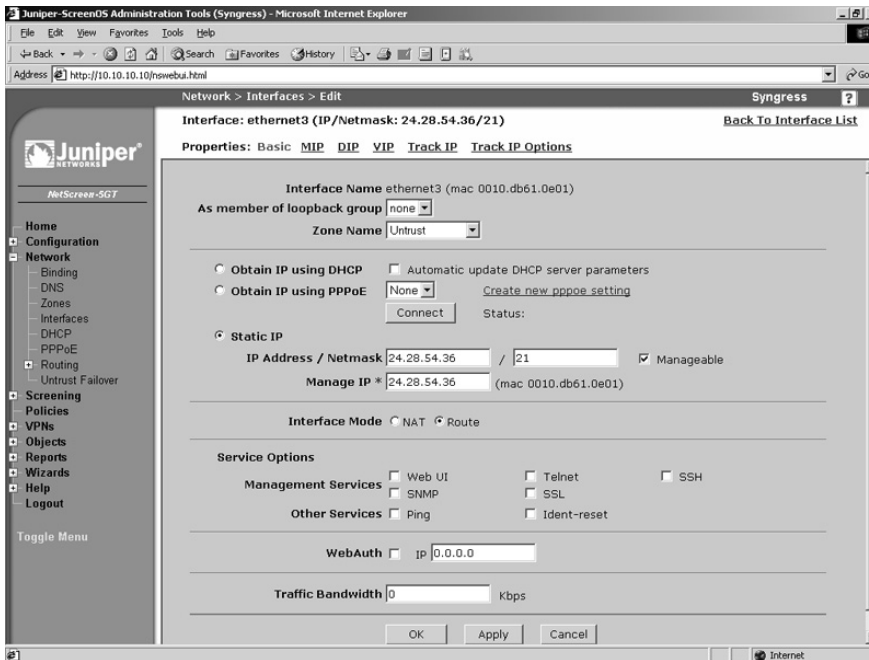 Juniper-ScreenOS Administration Tools (Syngress) - Microsoft Internet Explorer
File Edit View Favorites Tools Help
Back Search Favorites History
Address http://10.10.10.10/nswebui.html Go
Network > Interfaces > Edit Syngress ?
Interface: ethernet3 (IP/Netmask: 24.28.54.36/21) Back To Interface List
Properties: Basic MIP DIP VIP Track IP Track IP Options
Juniper
NETWORKS
NetScreen-5GT
Home
Configuration
Network
Binding
DNS
Zones
Interfaces
DHCP
PPPoE
Routing
Untrust Failover
Screening
Policies
VPNs
Objects
Reports
Wizards
Help
Logout
Toggle Menu
Interface Name ethernet3 (mac 0010.db61.0e01)
As member of loopback group none
Zone Name Untrust
Obtain IP using DHCP Automatic update DHCP server parameters
Obtain IP using PPPoE None Create new pppoe setting
Connect Status:
Static IP
IP Address / Netmask 24.28.54.36 / 21 Manageable
Manage IP * 24.28.54.36 (mac 0010.db61.0e01)
Interface Mode NAT Route
Service Options
Management Services Web UI Telnet SSH
SNMP SSL
Other Services Ping Ident-reset
WebAuth IP 0.0.0.0
Traffic Bandwidth 0 Kbps
OK Apply Cancel
Internet